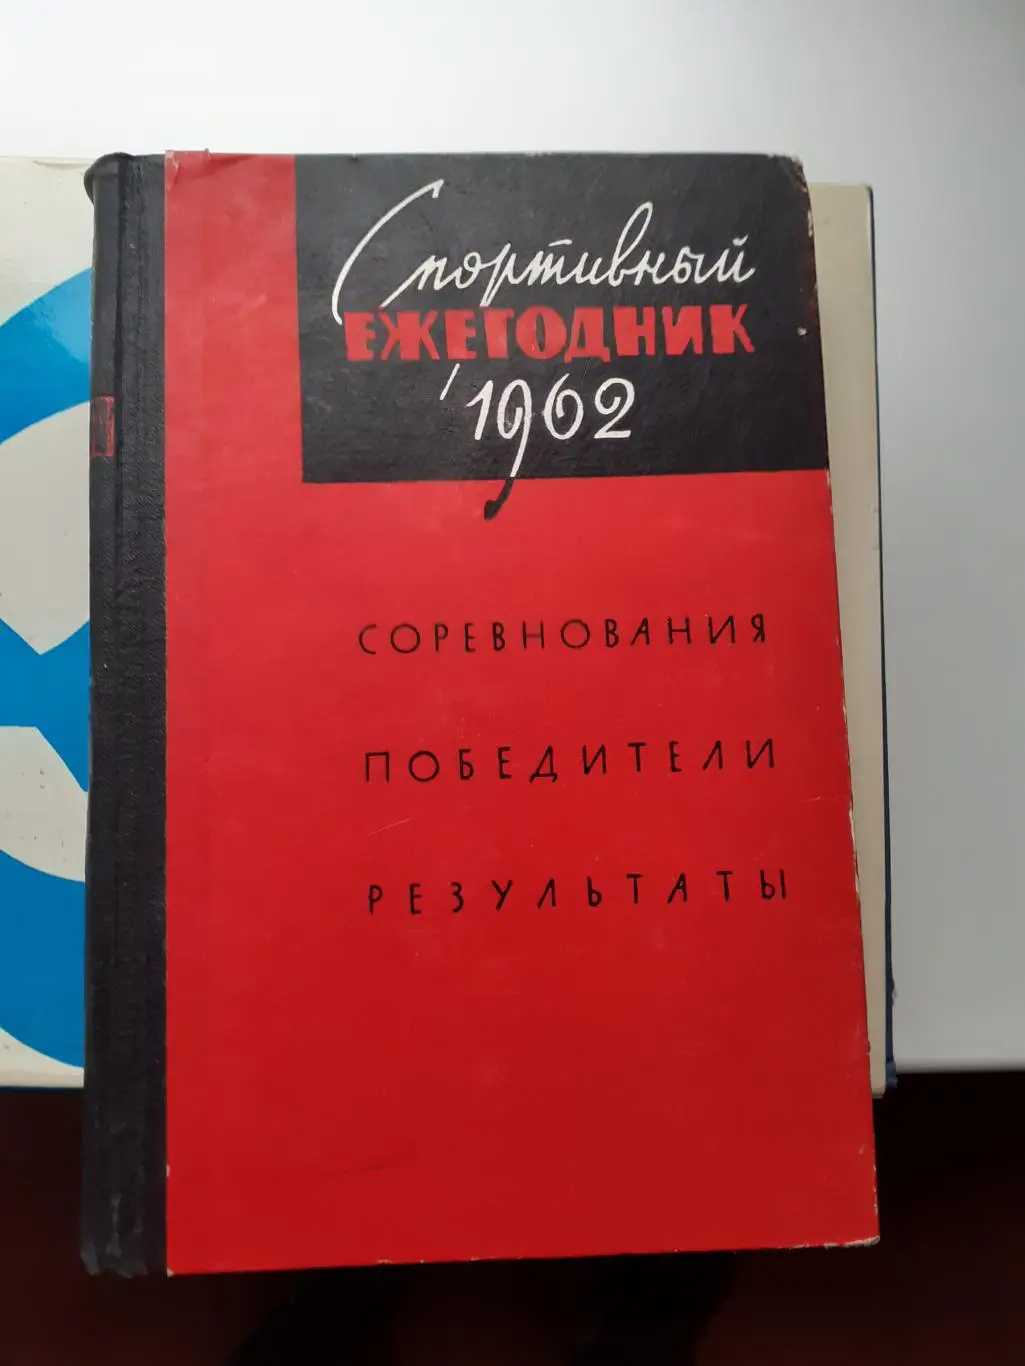 Спортивный
ЕЖЕГОДНИК
1962
СОРЕВНОВАНИЯ
ПОБЕДИТЕЛИ
РЕЗУЛЬТАТЫ